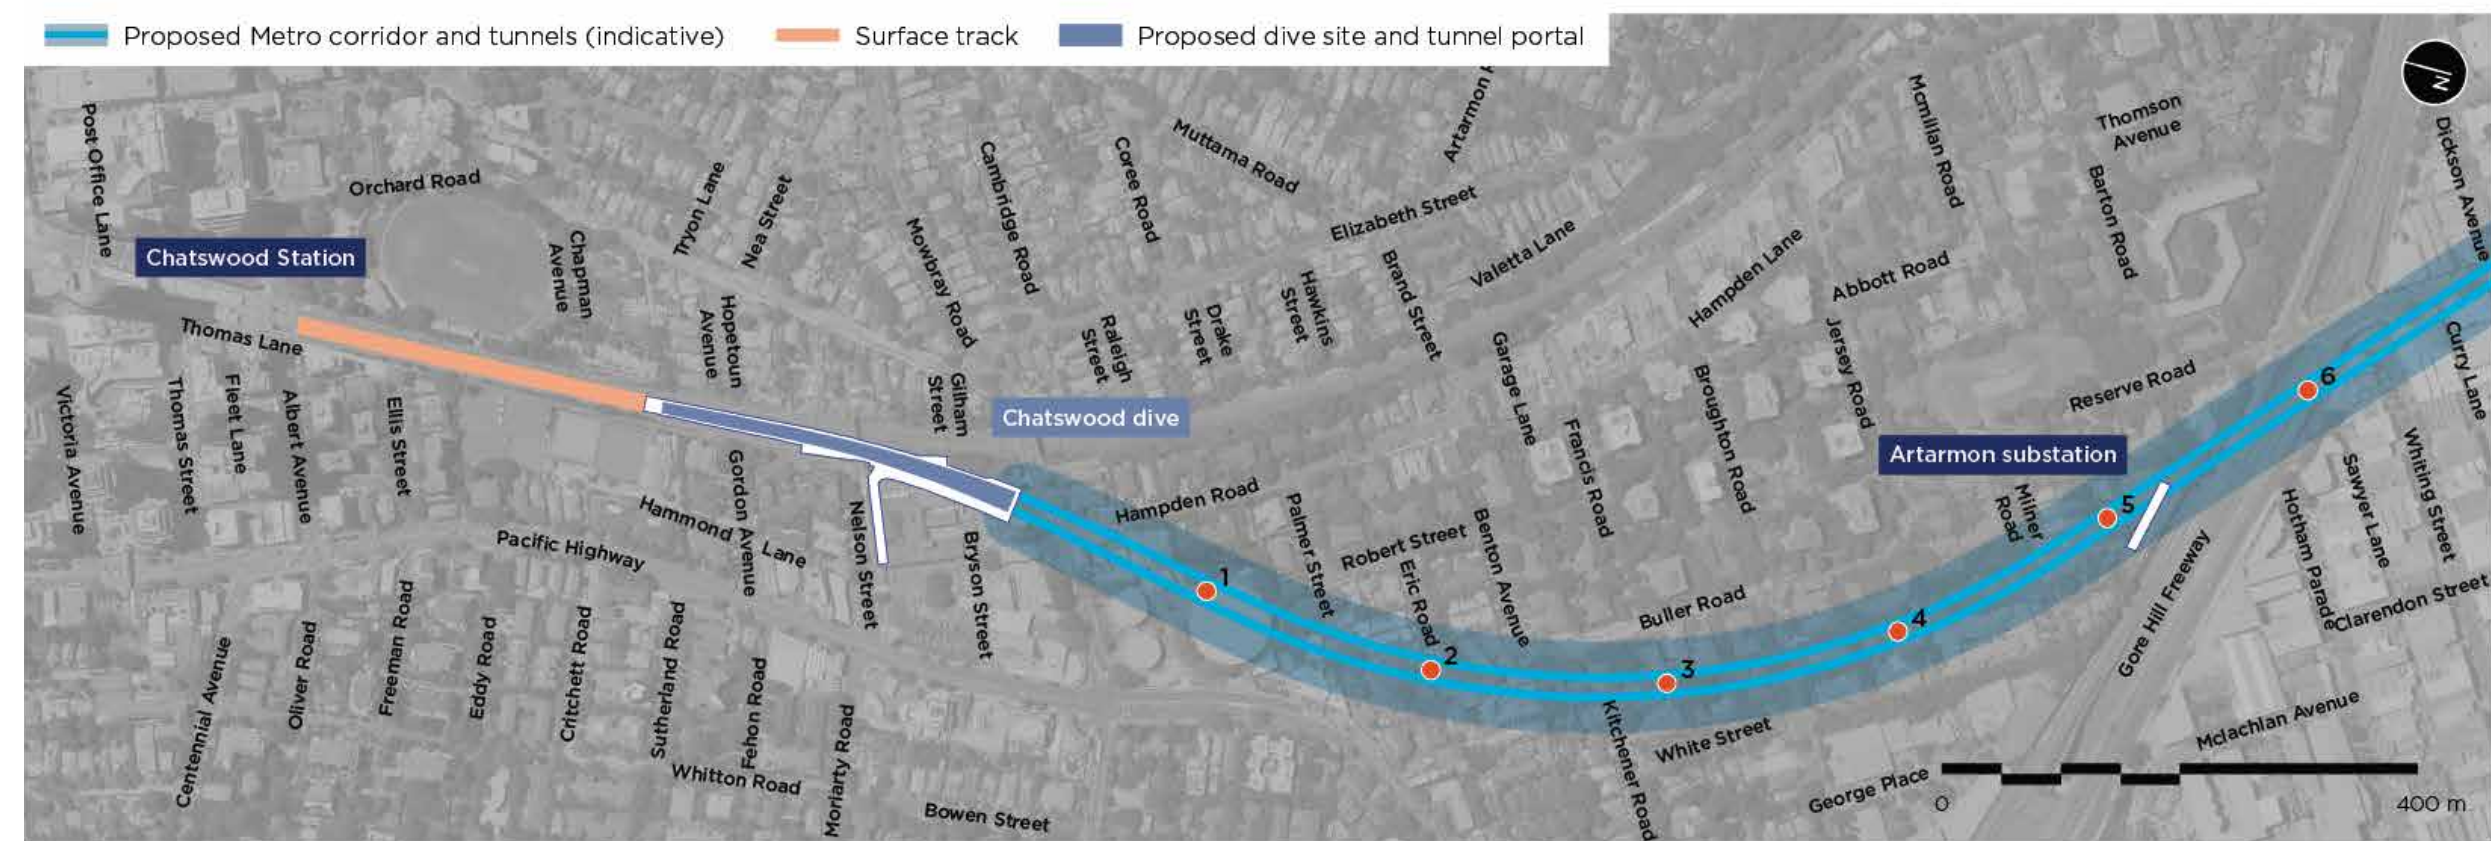 Proposed Metro corridor and tunnels (indicative)
Surface track
Proposed dive site and tunnel portal
N
Post Office Lane
Orchard Road
Chatswood Station
Chapman
Avenue
Tryon Lane
Nea Street
Mowbray Road
Cambridge Road
Coree Road
Muttama Road
Artarmon
Elizabeth Street
Valetta Lane
Mcmillan Road
Thomson
Avenue
Barton Road
Dickson Avenue
Thomas Lane
Hopetoun
Avenue
Gilham
Street
Raleigh
Street
Drake
Street
Hawkins
Street
Brand Street
Garage Lane
Hampden Lane
Abbott Road
Jersey Road
Broughton Road
Francis Road
Reserve Road
Curry Lane
Chatswood dive
Artarmon substation
Victoria Avenue
Thomas Street
Fleet Lane
Albert Avenue
Ellis Street
Pacific Highway
Hammond Lane
Gordon Avenue
Nelson Street
Bryson Street
Hampden Road
Palmer Street
Robert Street
Eric Road
Benton Avenue
Buller Road
Milner
Road
Gore Hill Freeway
Hotham Parade
Sawyer Lane
Whiting Street
Clarendon Street
1
2
3
4
5
6
Centennial Avenue
Oliver Road
Freeman Road
Eddy Road
Critchett Road
Sutherland Road
Fehon Road
Whitton Road
Moriarty Road
Bowen Street
Kitchener Road
White Street
George Place
Mclachlan Avenue
0
400 m